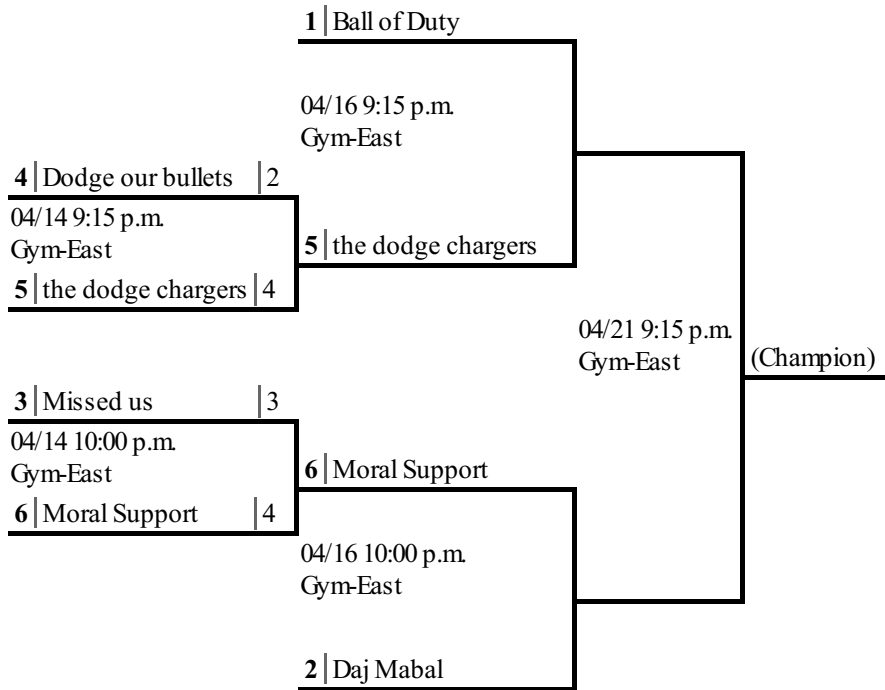 1 Ball of Duty
04/16 9:15 p.m.
Gym-East
4 Dodge our bullets 2
04/14 9:15 p.m.
Gym-East
5 the dodge chargers
5 the dodge chargers 4
04/21 9:15 p.m.
Gym-East
(Champion)
3 Missed us 3
04/14 10:00 p.m.
Gym-East
6 Moral Support
6 Moral Support 4
04/16 10:00 p.m.
Gym-East
2 Daj Mabal